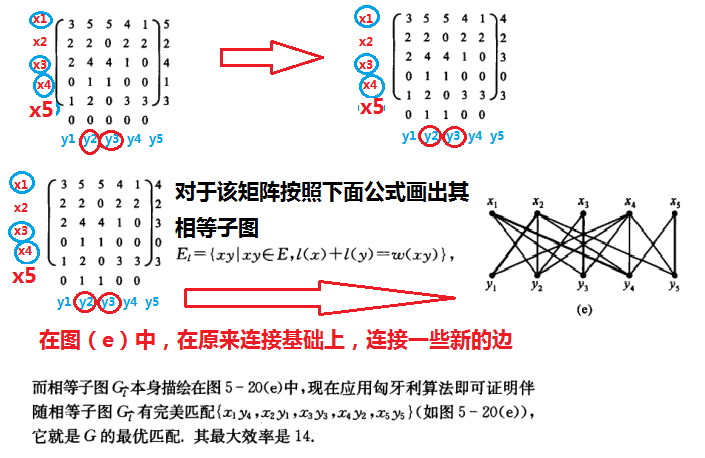 x1 3 5 5 4 1 5
x2 2 2 0 2 2 2
x3 2 4 4 1 0 4
x4 0 1 1 0 0 1
x5 1 2 0 3 3 3
0 0 0 0 0
y1 y2 y3 y4 y5
x1 3 5 5 4 1 4
x2 2 2 0 2 2 2
x3 2 4 4 1 0 3
x4 0 1 1 0 0 0
x5 1 2 0 3 3 3
0 1 1 0 0
y1 y2 y3 y4 y5
x1 3 5 5 4 1 4
x2 2 2 0 2 2 2
x3 2 4 4 1 0 3
x4 0 1 1 0 0 0
x5 1 2 0 3 3 3
0 1 1 0 0
y1 y2 y3 y4 y5
对于该矩阵按照下面公式画出其
相等子图
E_l={xy|xy∈E,l(x)+l(y)=w(xy)},
x₁ x₂ x₃ x₄ x₅
y₁ y₂ y₃ y₄ y₅
(e)
在图（e）中，在原来连接基础上，连接一些新的边
而相等子图 G_l̂ 本身描绘在图 5-20(e)中,现在应用匈牙利算法即可证明伴
随相等子图 G_l̂ 有完美匹配{x₁y₄,x₂y₁,x₃y₃,x₄y₂,x₅y₅}(如图 5-20(e)),
它就是 G 的最优匹配. 其最大效率是 14.